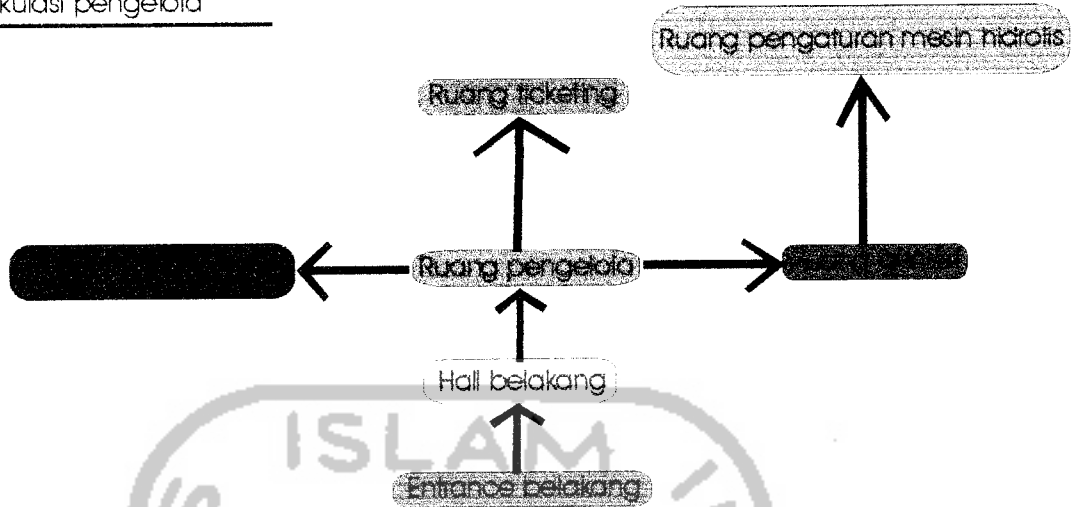 kulasi pengelola
Ruang pengaturan mesin hidrolis
Ruang ticketing
Ruang pengelola
Hall belakang
ISLAM
Entrance belakang